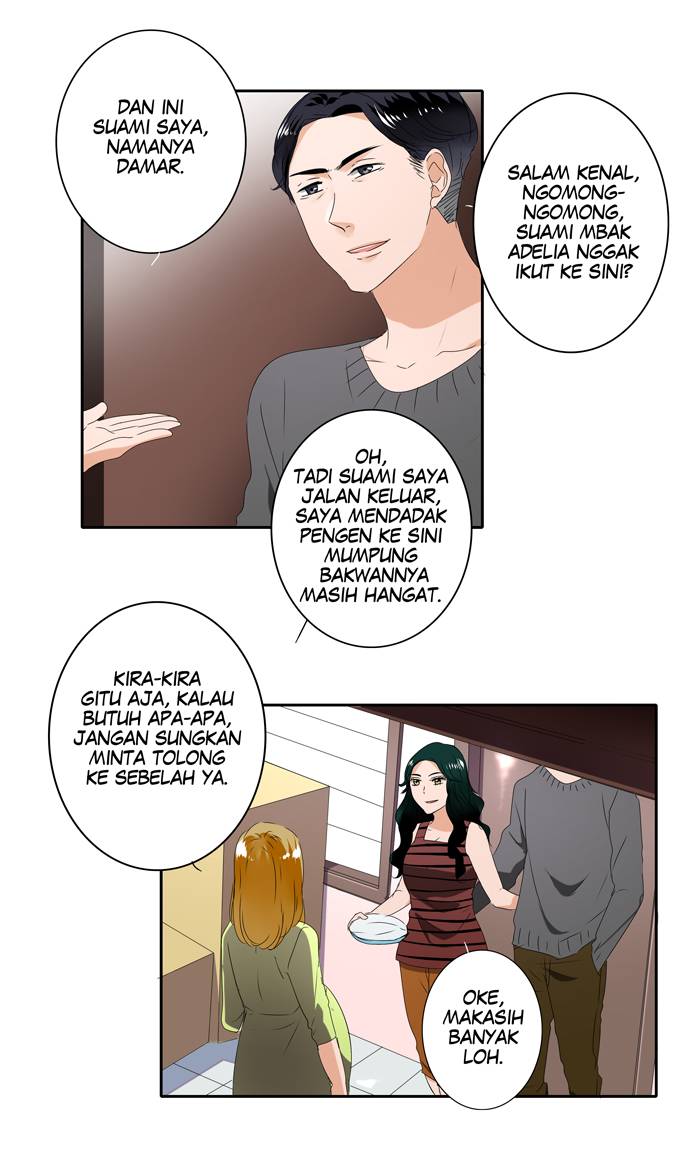 DAN INI
SUAMI SAYA,
NAMANYA
DAMAR.
SALAM KENAL,
NGOMONG-
NGOMONG,
SUAMI MBAK
ADELIA NGGAK
IKUT KE SINI?
OH,
TADI SUAMI SAYA
JALAN KELUAR,
SAYA MENDADAK
PENGEN KE SINI
MUMPUNG
BAKWANNYA
MASIH HANGAT.
KIRA-KIRA
GITU AJA, KALAU
BUTUH APA-APA,
JANGAN SUNGKAN
MINTA TOLONG
KE SEBELAH YA.
OKE,
MAKASIH
BANYAK
LOH.